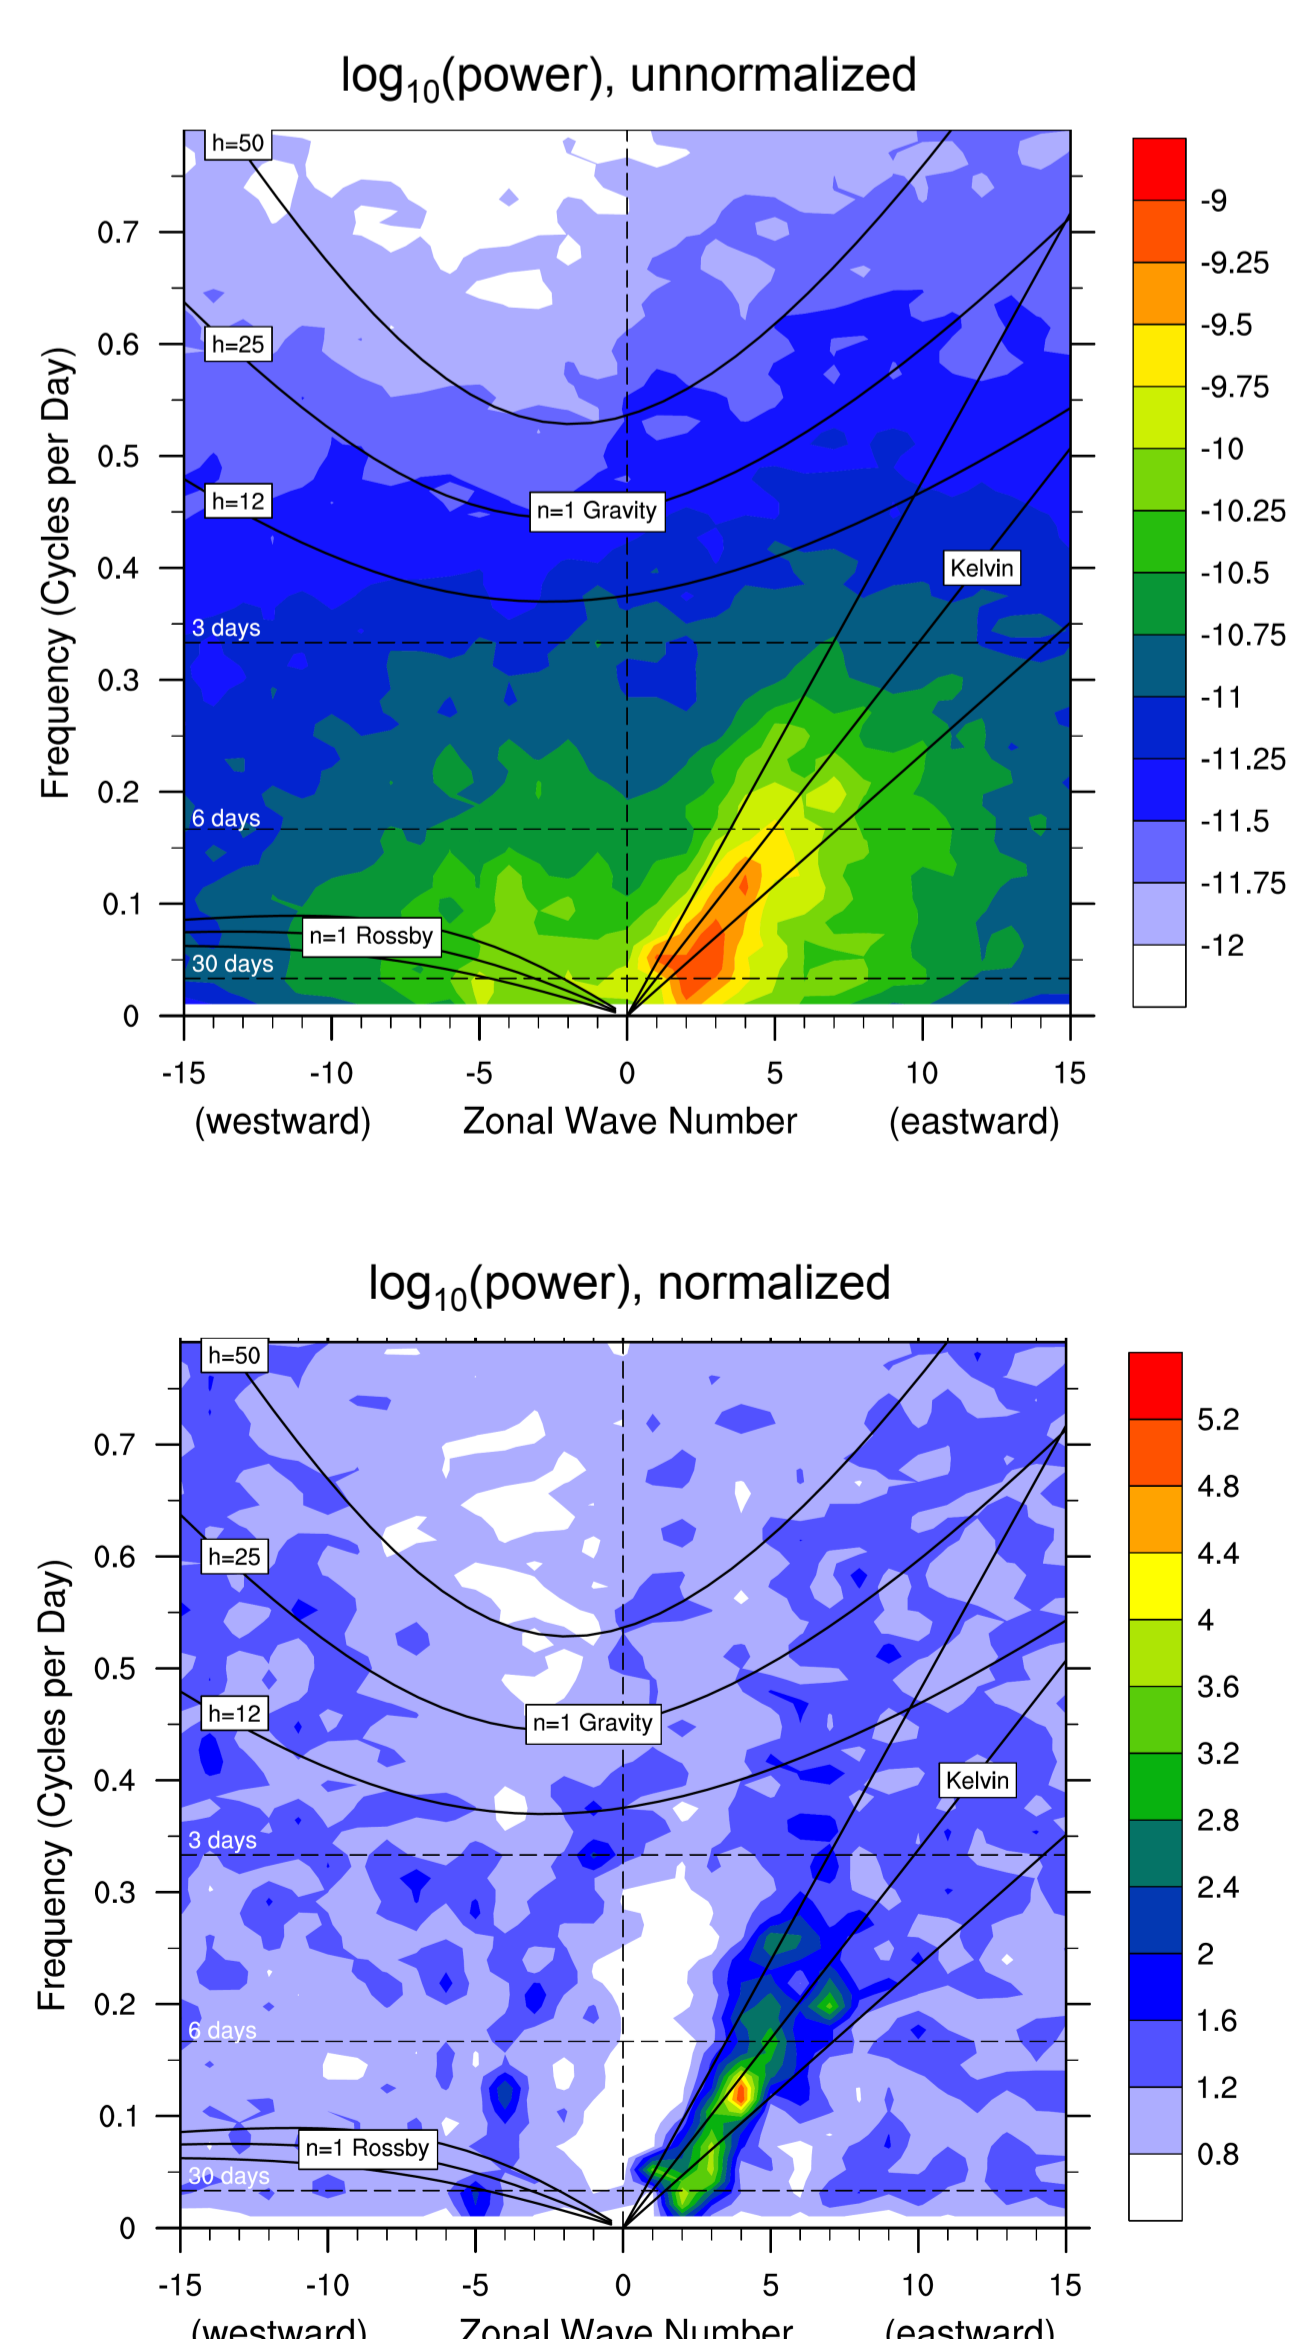 log10(power), unnormalized
h=50
h=25
h=12
n=1 Gravity
Kelvin
3 days
6 days
n=1 Rossby
30 days
0.7
0.6
0.5
0.4
0.3
0.2
0.1
0
Frequency (Cycles per Day)
-15 -10 -5 0 5 10 15
(westward) Zonal Wave Number (eastward)
-9
-9.25
-9.5
-9.75
-10
-10.25
-10.5
-10.75
-11
-11.25
-11.5
-11.75
-12
log10(power), normalized
h=50
h=25
h=12
n=1 Gravity
Kelvin
3 days
6 days
n=1 Rossby
30 days
0.7
0.6
0.5
0.4
0.3
0.2
0.1
0
Frequency (Cycles per Day)
-15 -10 -5 0 5 10 15
(westward) Zonal Wave Number (eastward)
5.2
4.8
4.4
4
3.6
3.2
2.8
2.4
2
1.6
1.2
0.8